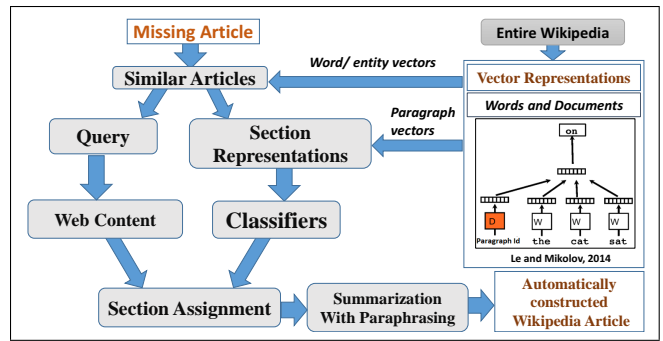 Missing Article
Entire Wikipedia
Word/ entity vectors
Similar Articles
Vector Representations
Words and Documents
Paragraph
vectors
Query
Section
Representations
on
D
W
W
W
Paragraph Id
the
cat
sat
Le and Mikolov, 2014
Web Content
Classifiers
Section Assignment
Summarization
With Paraphrasing
Automatically
constructed
Wikipedia Article